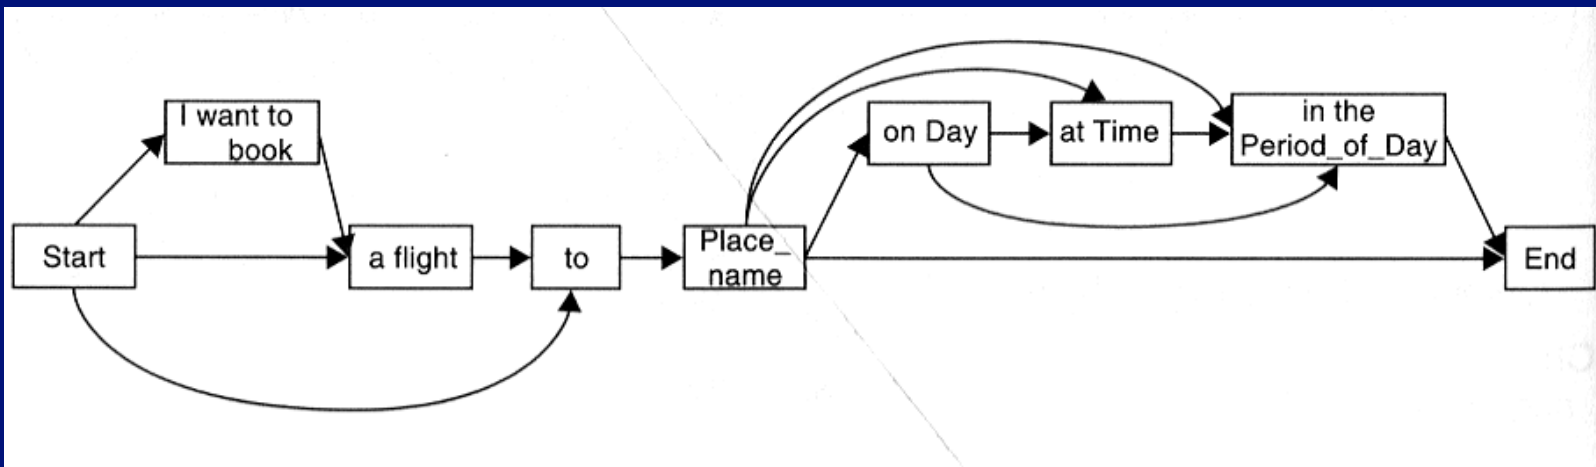 I want to
book
Start
a flight
to
Place_
name
on Day
at Time
in the
Period_of_Day
End